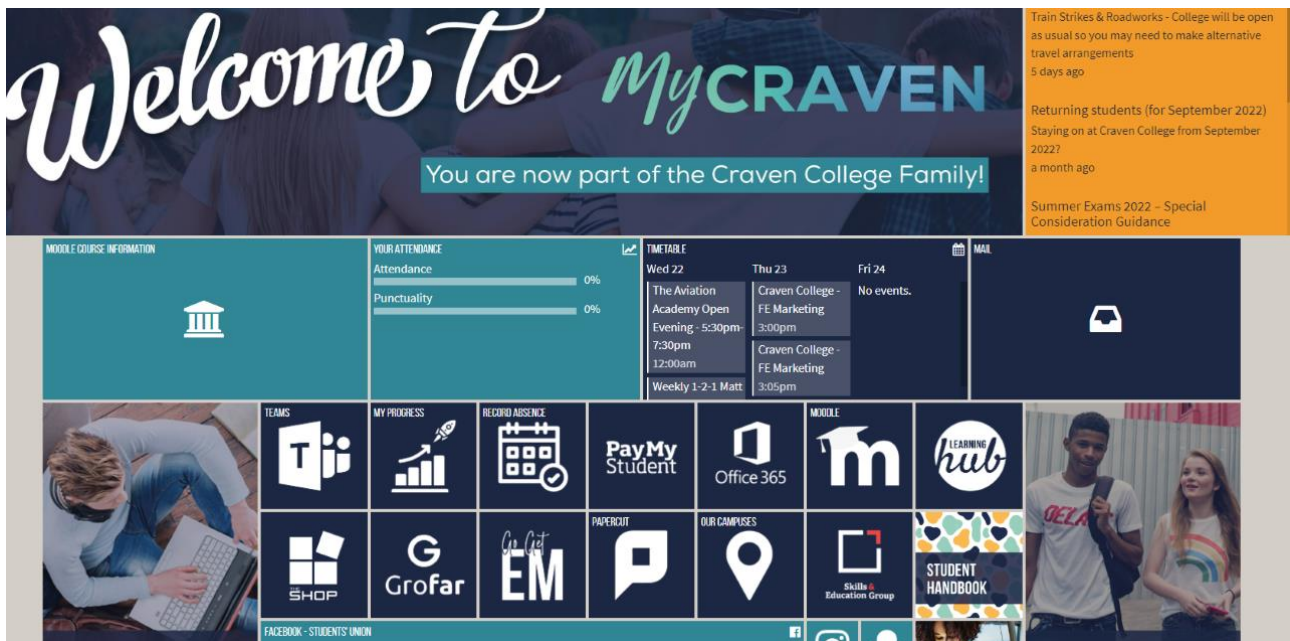 Welcome to
MyCRAVEN
You are now part of the Craven College Family!
Train Strikes & Roadworks - College will be open
as usual so you may need to make alternative
travel arrangements
5 days ago
Returning students (for September 2022)
Staying on at Craven College from September
2022?
a month ago
Summer Exams 2022 – Special
Consideration Guidance
MOODLE COURSE INFORMATION
YOUR ATTENDANCE
Attendance
0%
Punctuality
0%
TIMETABLE
Wed 22
The Aviation
Academy Open
Evening - 5:30pm-
7:30pm
12:00am
Weekly 1-2-1 Matt
Thu 23
Craven College -
FE Marketing
3:00pm
Craven College -
FE Marketing
3:05pm
Fri 24
No events.
MAIL
TEAMS
T
MY PROGRESS
RECORD ABSENCE
PayMy
Student
Office 365
MOODLE
m
LEARNING
hub
SHOP
G
Grofar
Go Get
EM
PAPERCUT
OUR CAMPUSES
Skills &
Education Group
STUDENT
HANDBOOK
DELA
FACEBOOK - STUDENTS' UNION